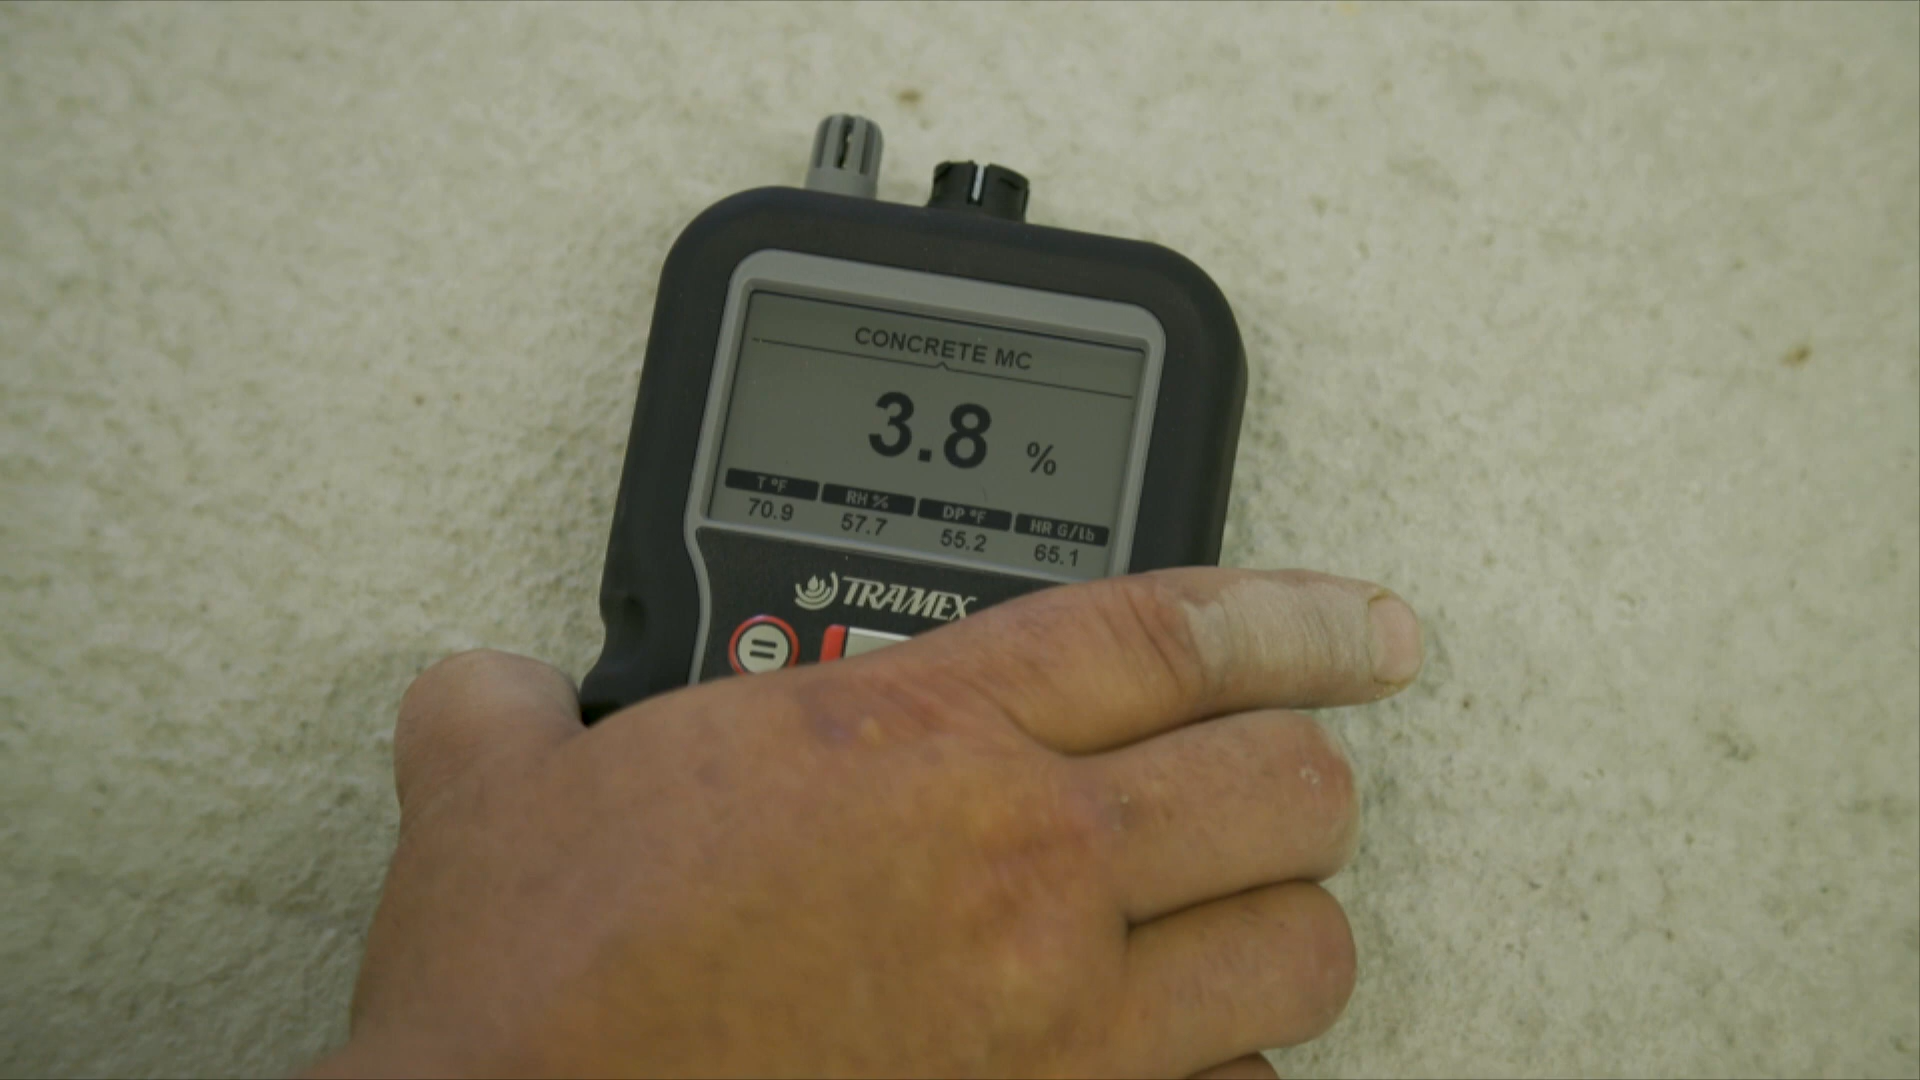 CONCRETE MC
3.8 %
T °F RH % DP °F HR G/Lb
70.9 57.7 55.2 65.1
TRAMEX